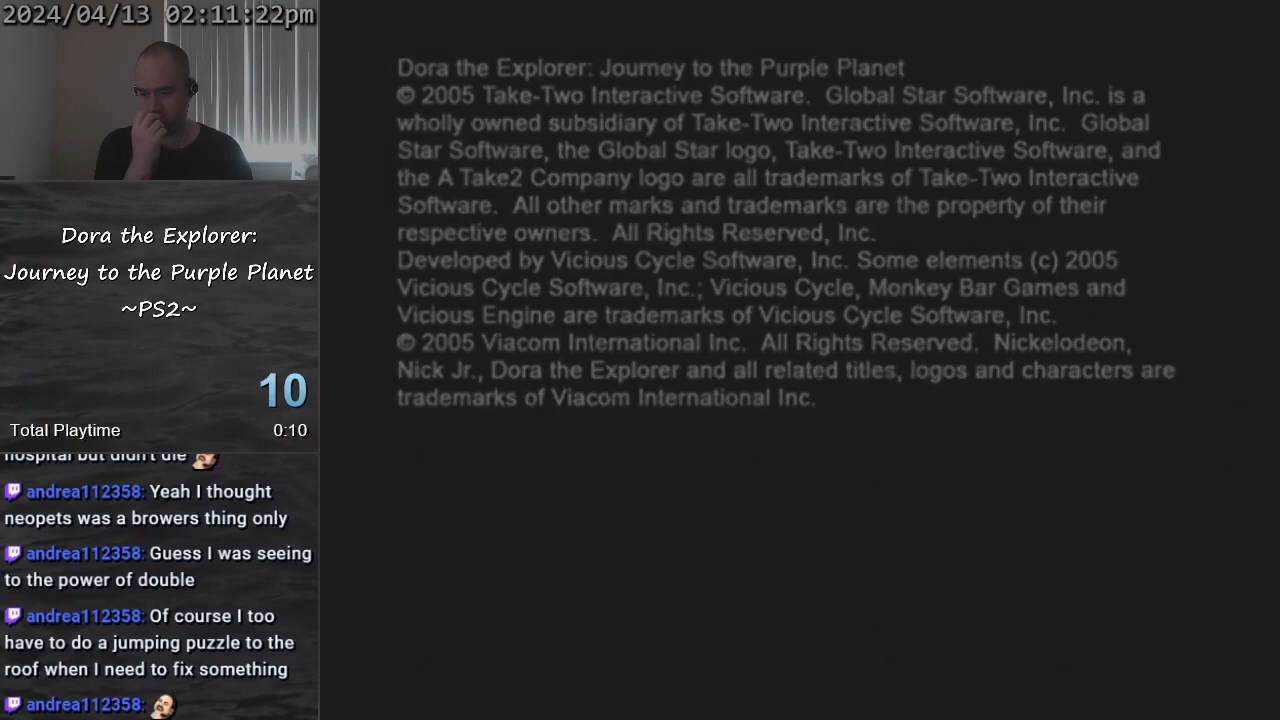 2024/04/13 02:11:22pm
Dora the Explorer:
Journey to the Purple Planet
~PS2~
10
Total Playtime 0:10
hospital but didn't die
andrea112358: Yeah I thought
neopets was a browers thing only
andrea112358: Guess I was seeing
to the power of double
andrea112358: Of course I too
have to do a jumping puzzle to the
roof when I need to fix something
andrea112358:
Dora the Explorer: Journey to the Purple Planet
© 2005 Take-Two Interactive Software. Global Star Software, Inc. is a
wholly owned subsidiary of Take-Two Interactive Software, Inc. Global
Star Software, the Global Star logo, Take-Two Interactive Software, and
the A Take2 Company logo are all trademarks of Take-Two Interactive
Software. All other marks and trademarks are the property of their
respective owners. All Rights Reserved, Inc.
Developed by Vicious Cycle Software, Inc. Some elements (c) 2005
Vicious Cycle Software, Inc.; Vicious Cycle, Monkey Bar Games and
Vicious Engine are trademarks of Vicious Cycle Software, Inc.
© 2005 Viacom International Inc. All Rights Reserved. Nickelodeon,
Nick Jr., Dora the Explorer and all related titles, logos and characters are
trademarks of Viacom International Inc.